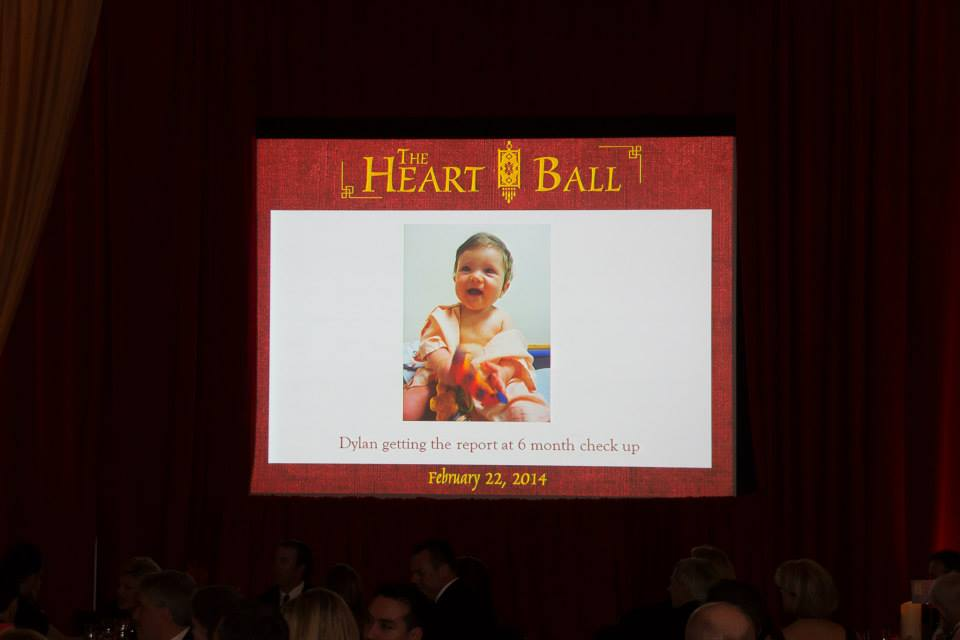 The Heart Ball
Dylan getting the report at 6 month check up
February 22, 2014